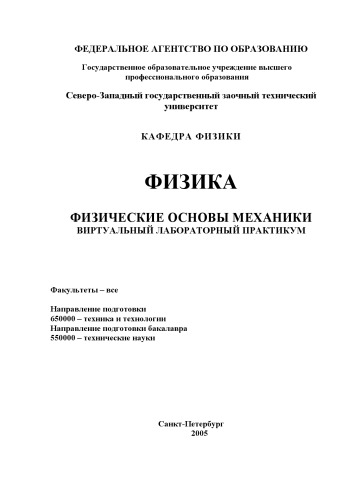 ФЕДЕРАЛЬНОЕ АГЕНТСТВО ПО ОБРАЗОВАНИЮ
Государственное образовательное учреждение высшего
профессионального образования
Северо-Западный государственный заочный технический
университет
КАФЕДРА ФИЗИКИ
ФИЗИКА
ФИЗИЧЕСКИЕ ОСНОВЫ МЕХАНИКИ
ВИРТУАЛЬНЫЙ ЛАБОРАТОРНЫЙ ПРАКТИКУМ
Факультеты – все
Направление подготовки
650000 – техника и технологии
Направление подготовки бакалавра
550000 – технические науки
Санкт-Петербург
2005